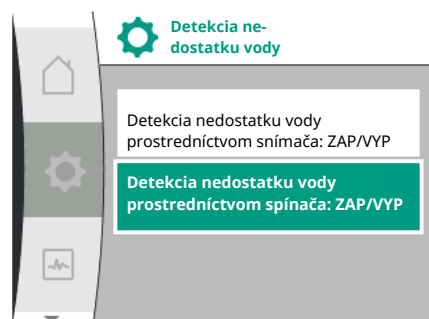 Detekcia ne-
dostatku vody
Detekcia nedostatku vody
prostredníctvom snímača: ZAP/VYP
Detekcia nedostatku vody
prostredníctvom spínača: ZAP/VYP